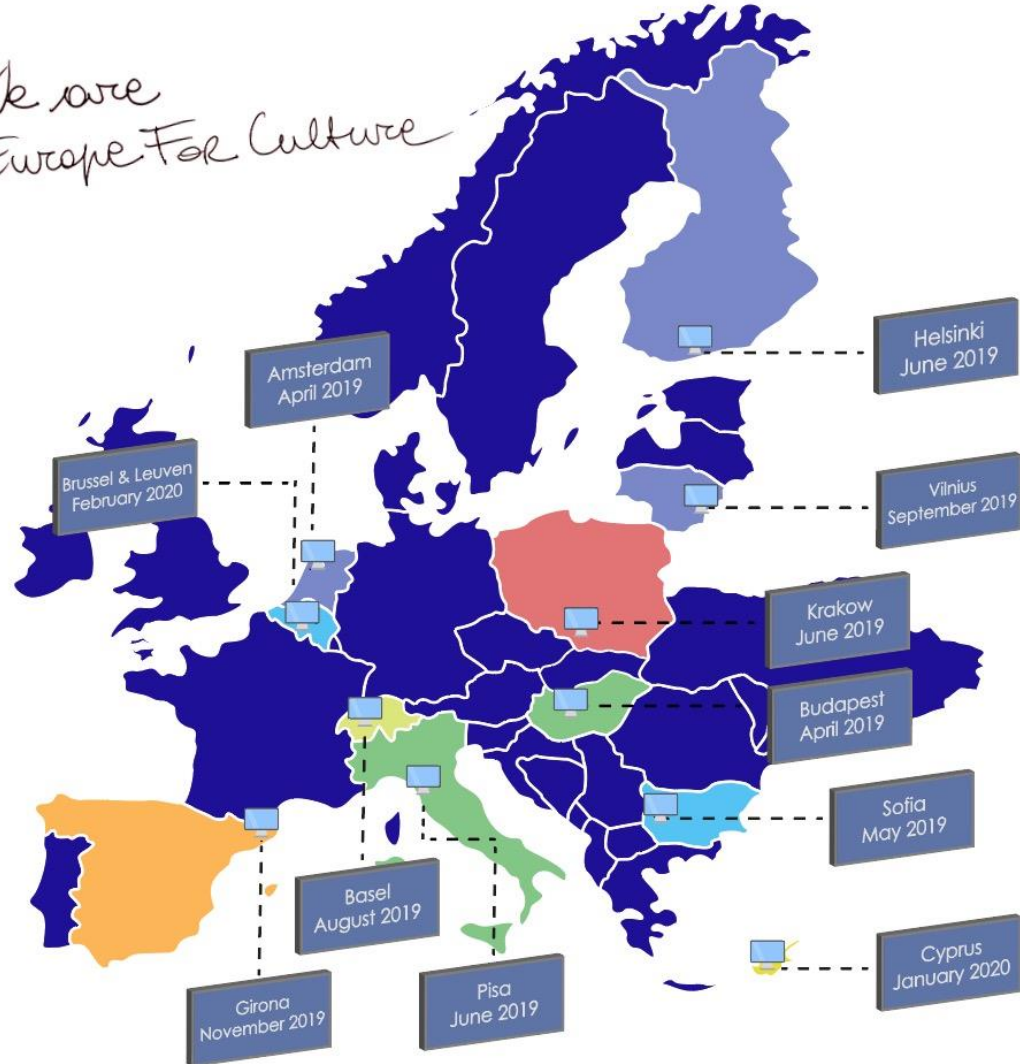 are
Europe For Culture
Helsinki
June 2019
Amsterdam
April 2019
Brussel & Leuven
February 2020
Vilnius
September 2019
Krakow
June 2019
Budapest
April 2019
Sofia
May 2019
Basel
August 2019
Cyprus
January 2020
Girona
November 2019
Pisa
June 2019